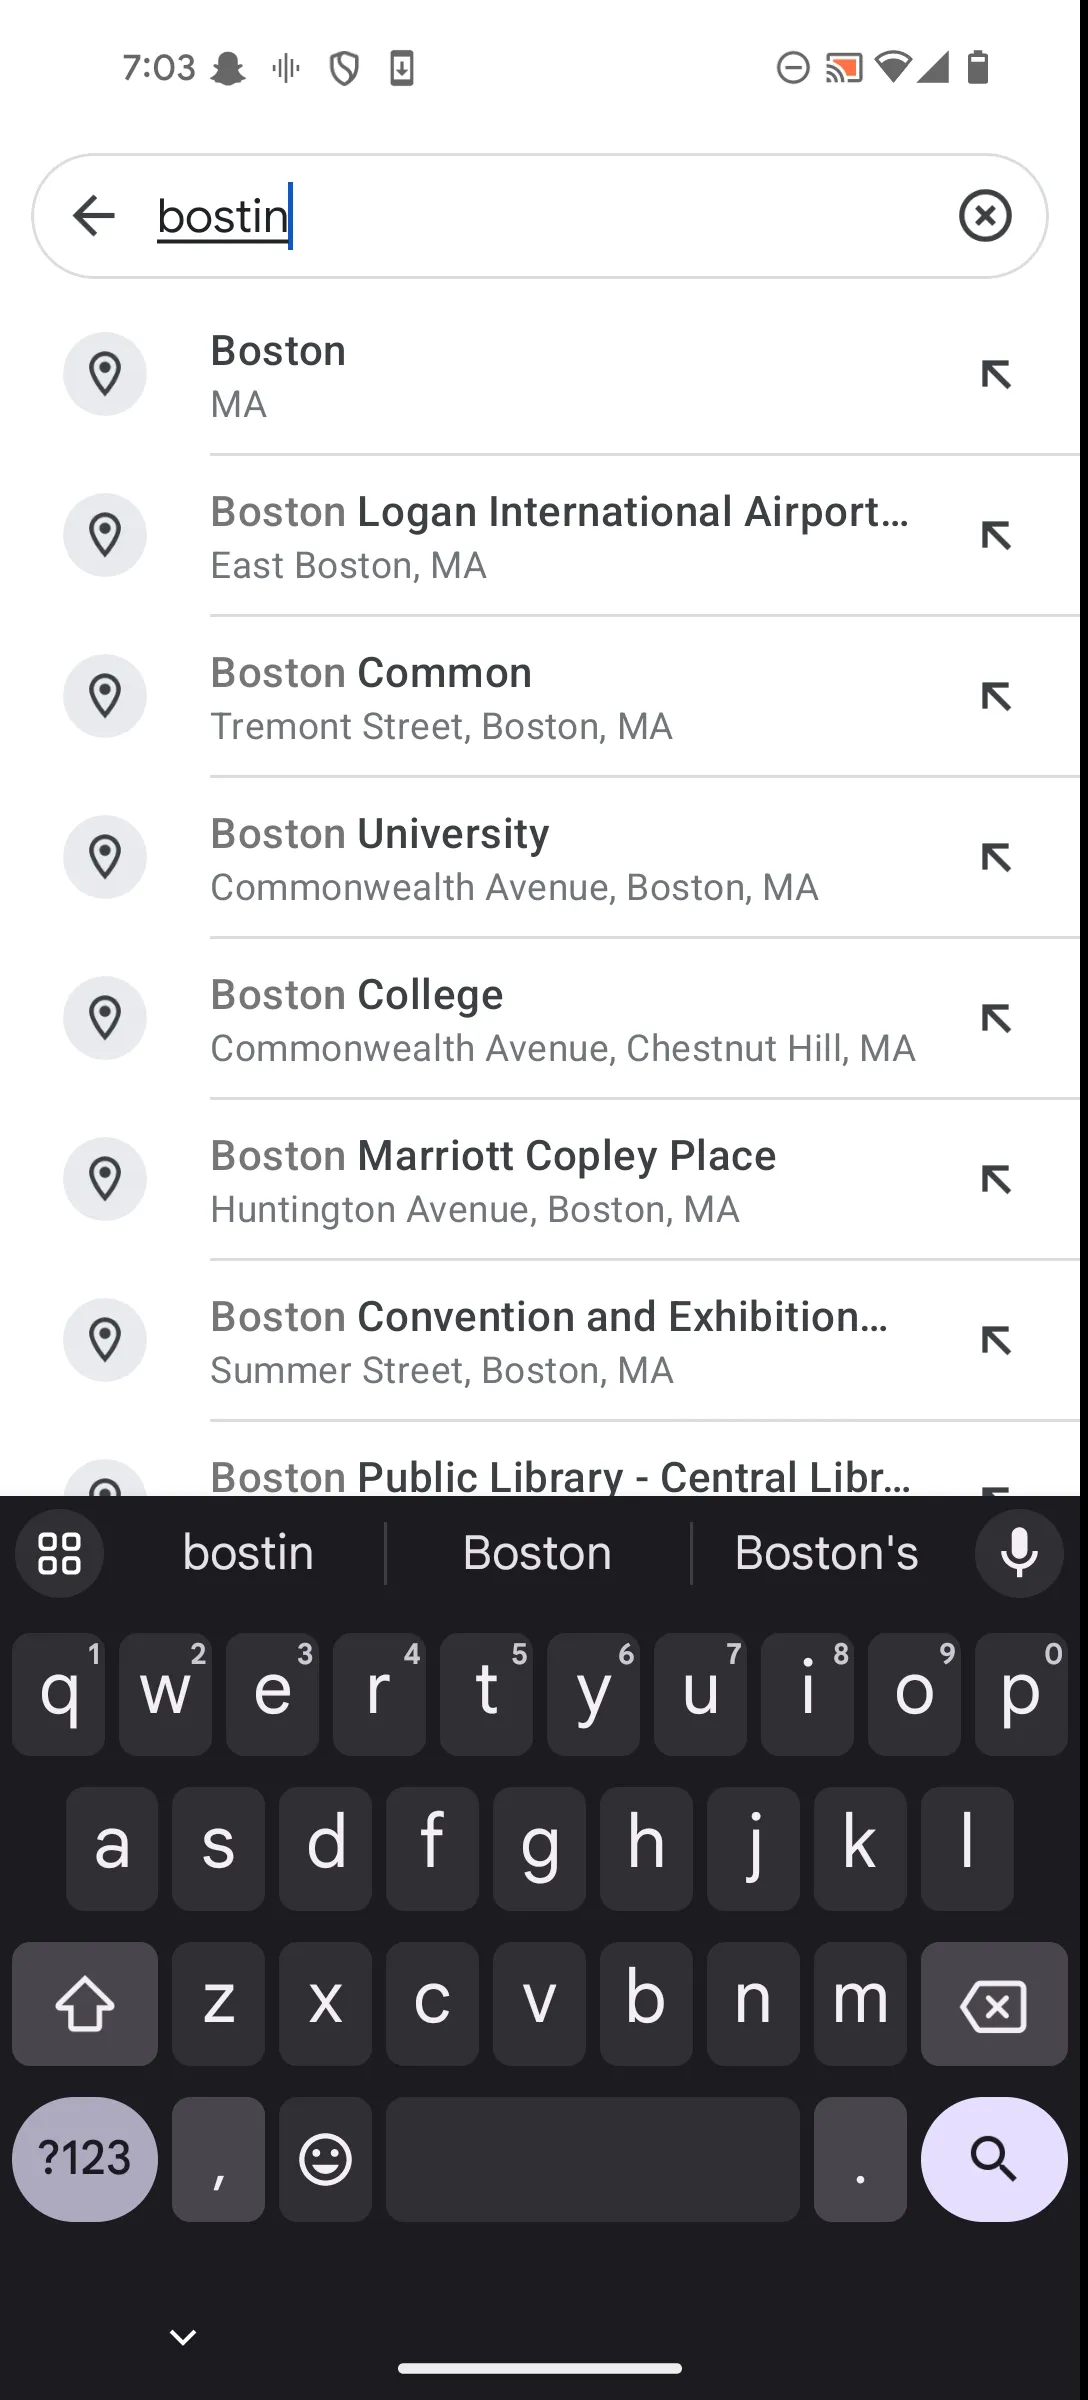 7:03
bostin
Boston
MA
Boston Logan International Airport...
East Boston, MA
Boston Common
Tremont Street, Boston, MA
Boston University
Commonwealth Avenue, Boston, MA
Boston College
Commonwealth Avenue, Chestnut Hill, MA
Boston Marriott Copley Place
Huntington Avenue, Boston, MA
Boston Convention and Exhibition...
Summer Street, Boston, MA
Boston Public Library - Central Libr...
bostin Boston Boston's
1 2 3 4 5 6 7 8 9 0
q w e r t y u i o p
a s d f g h j k l
z x c v b n m
?123 , .